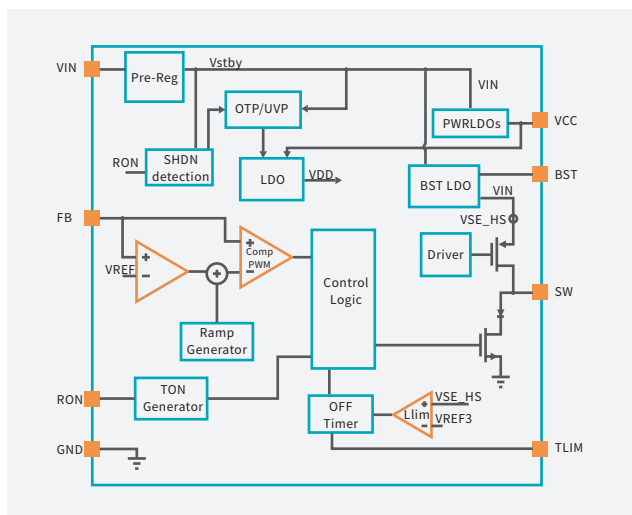 VIN
Pre-Reg
Vstby
VIN
OTP/UVP
PWRLDOs
VCC
RON
SHDN
detection
LDO
VDD
BST LDO
BST
VIN
VSE_HS
FB
+
VREF
−
+
+
Comp
PWM
−
Control
Logic
Driver
SW
Ramp
Generator
RON
TON
Generator
OFF
Timer
Llim
+
−
VSE_HS
VREF3
GND
TLIM